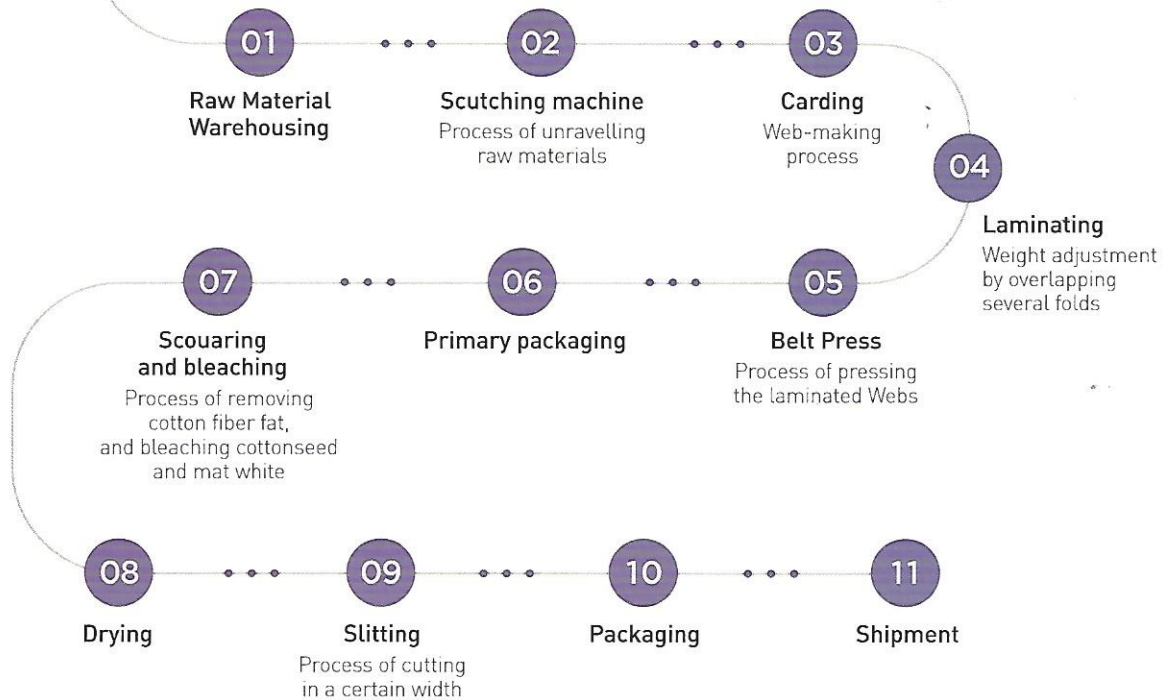 01
Raw Material
Warehousing
02
Scutching machine
Process of unravelling
raw materials
03
Carding
Web-making
process
04
Laminating
Weight adjustment
by overlapping
several folds
05
Belt Press
Process of pressing
the laminated Webs
06
Primary packaging
07
Scouaring
and bleaching
Process of removing
cotton fiber fat,
and bleaching cottonseed
and mat white
08
Drying
09
Slitting
Process of cutting
in a certain width
10
Packaging
11
Shipment